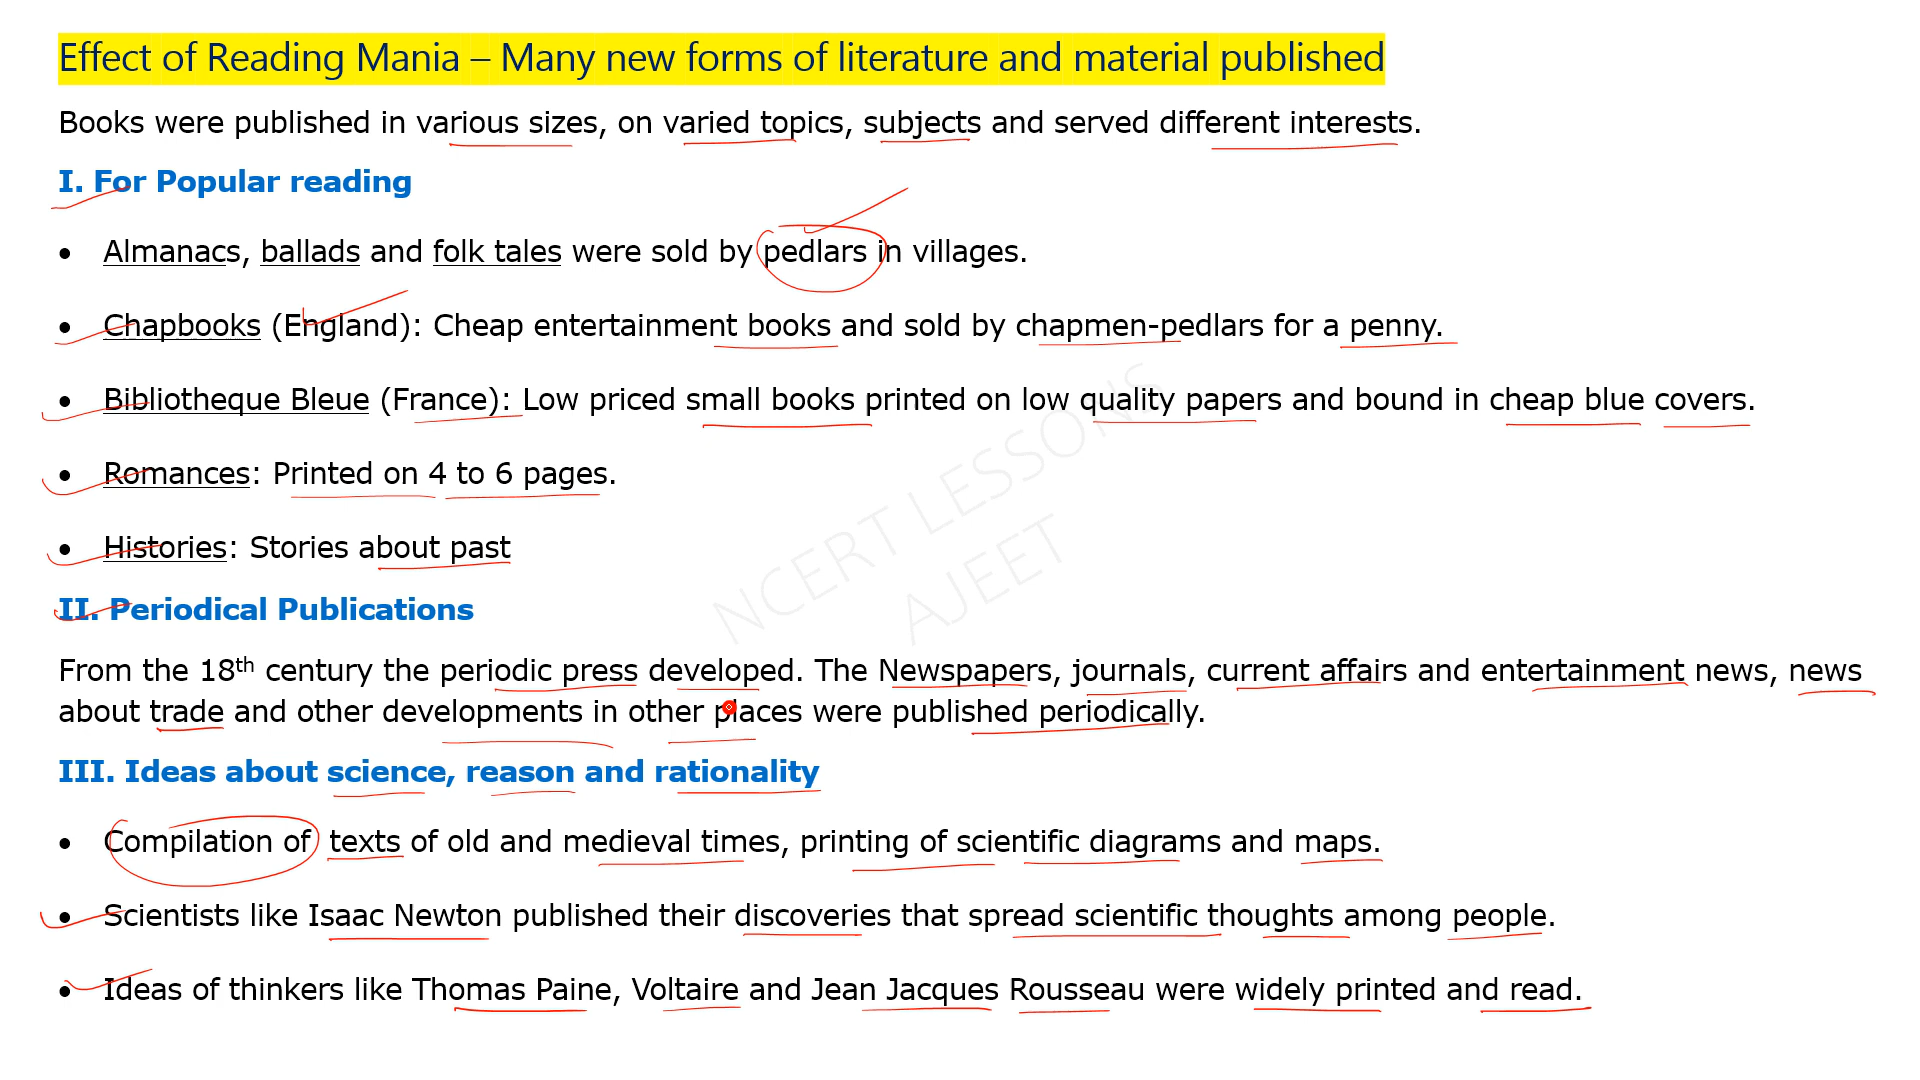 Effect of Reading Mania – Many new forms of literature and material published
Books were published in various sizes, on varied topics, subjects and served different interests.
I. For Popular reading
• Almanacs, ballads and folk tales were sold by pedlars in villages.
• Chapbooks (England): Cheap entertainment books and sold by chapmen-pedlars for a penny.
• Bibliotheque Bleue (France): Low priced small books printed on low quality papers and bound in cheap blue covers.
• Romances: Printed on 4 to 6 pages.
• Histories: Stories about past
NCERT LESSONS
AJEET
II. Periodical Publications
From the 18th century the periodic press developed. The Newspapers, journals, current affairs and entertainment news, news
about trade and other developments in other places were published periodically.
III. Ideas about science, reason and rationality
• Compilation of texts of old and medieval times, printing of scientific diagrams and maps.
• Scientists like Isaac Newton published their discoveries that spread scientific thoughts among people.
• Ideas of thinkers like Thomas Paine, Voltaire and Jean Jacques Rousseau were widely printed and read.